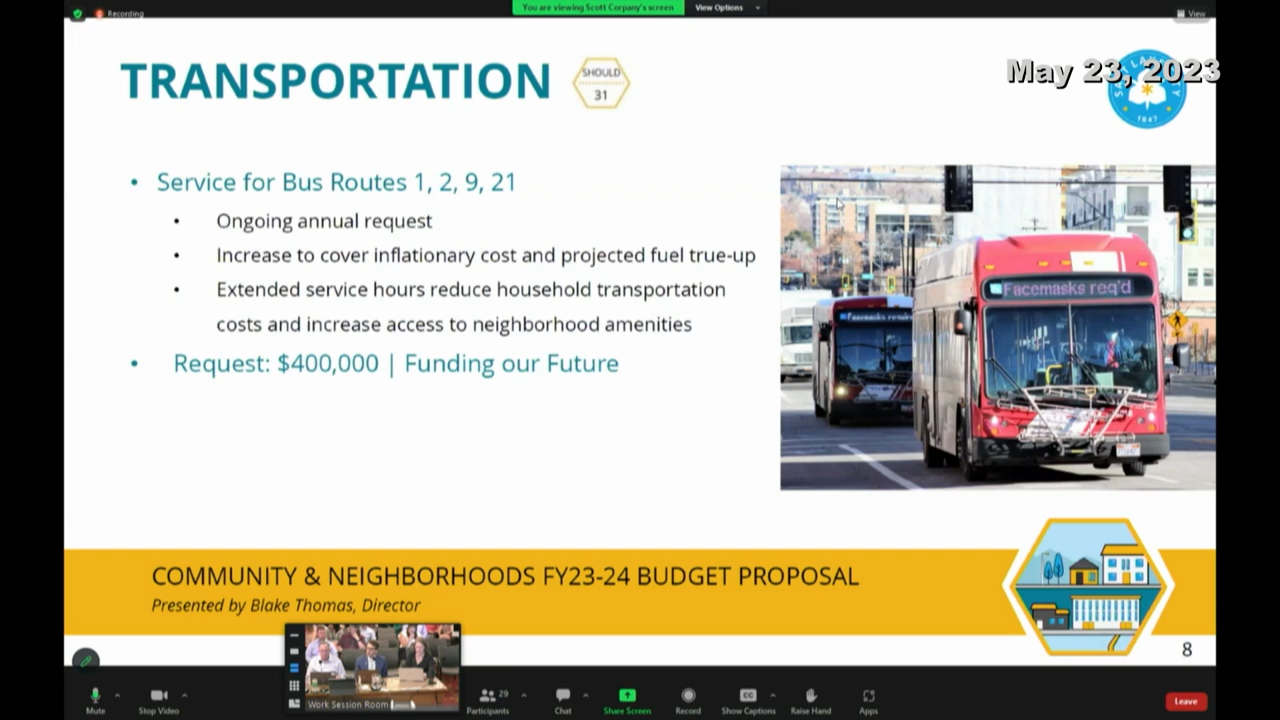 Recording
You are viewing Scott Corpany's screen
View Options
View
TRANSPORTATION
SHOULD
31
May 23, 2023
1847
• Service for Bus Routes 1, 2, 9, 21
• Ongoing annual request
• Increase to cover inflationary cost and projected fuel true-up
• Extended service hours reduce household transportation
costs and increase access to neighborhood amenities
• Request: $400,000 | Funding our Future
Facemasks req'd
Facemasks
COMMUNITY & NEIGHBORHOODS FY23-24 BUDGET PROPOSAL
Presented by Blake Thomas, Director
8
Work Session Room
Mute
Stop Video
Participants
29
Chat
Share Screen
Record
CC
Show Captions
Raise Hand
Apps
Leave